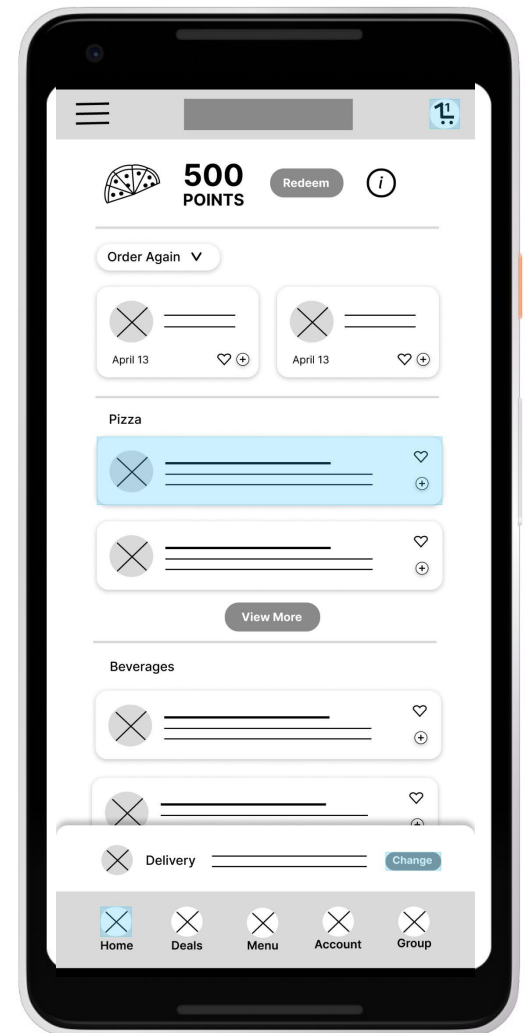 1
500
POINTS
Redeem
i
Order Again
April 13
April 13
Pizza
View More
Beverages
Delivery
Change
Home
Deals
Menu
Account
Group